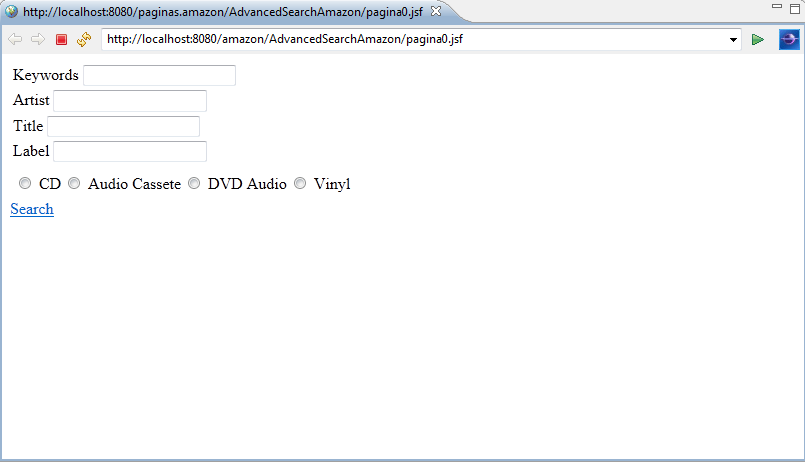 http://localhost:8080/paginas.amazon/AdvancedSearchAmazon/pagina0.jsf
http://localhost:8080/amazon/AdvancedSearchAmazon/pagina0.jsf
Keywords
Artist
Title
Label
CD Audio Cassete DVD Audio Vinyl
Search